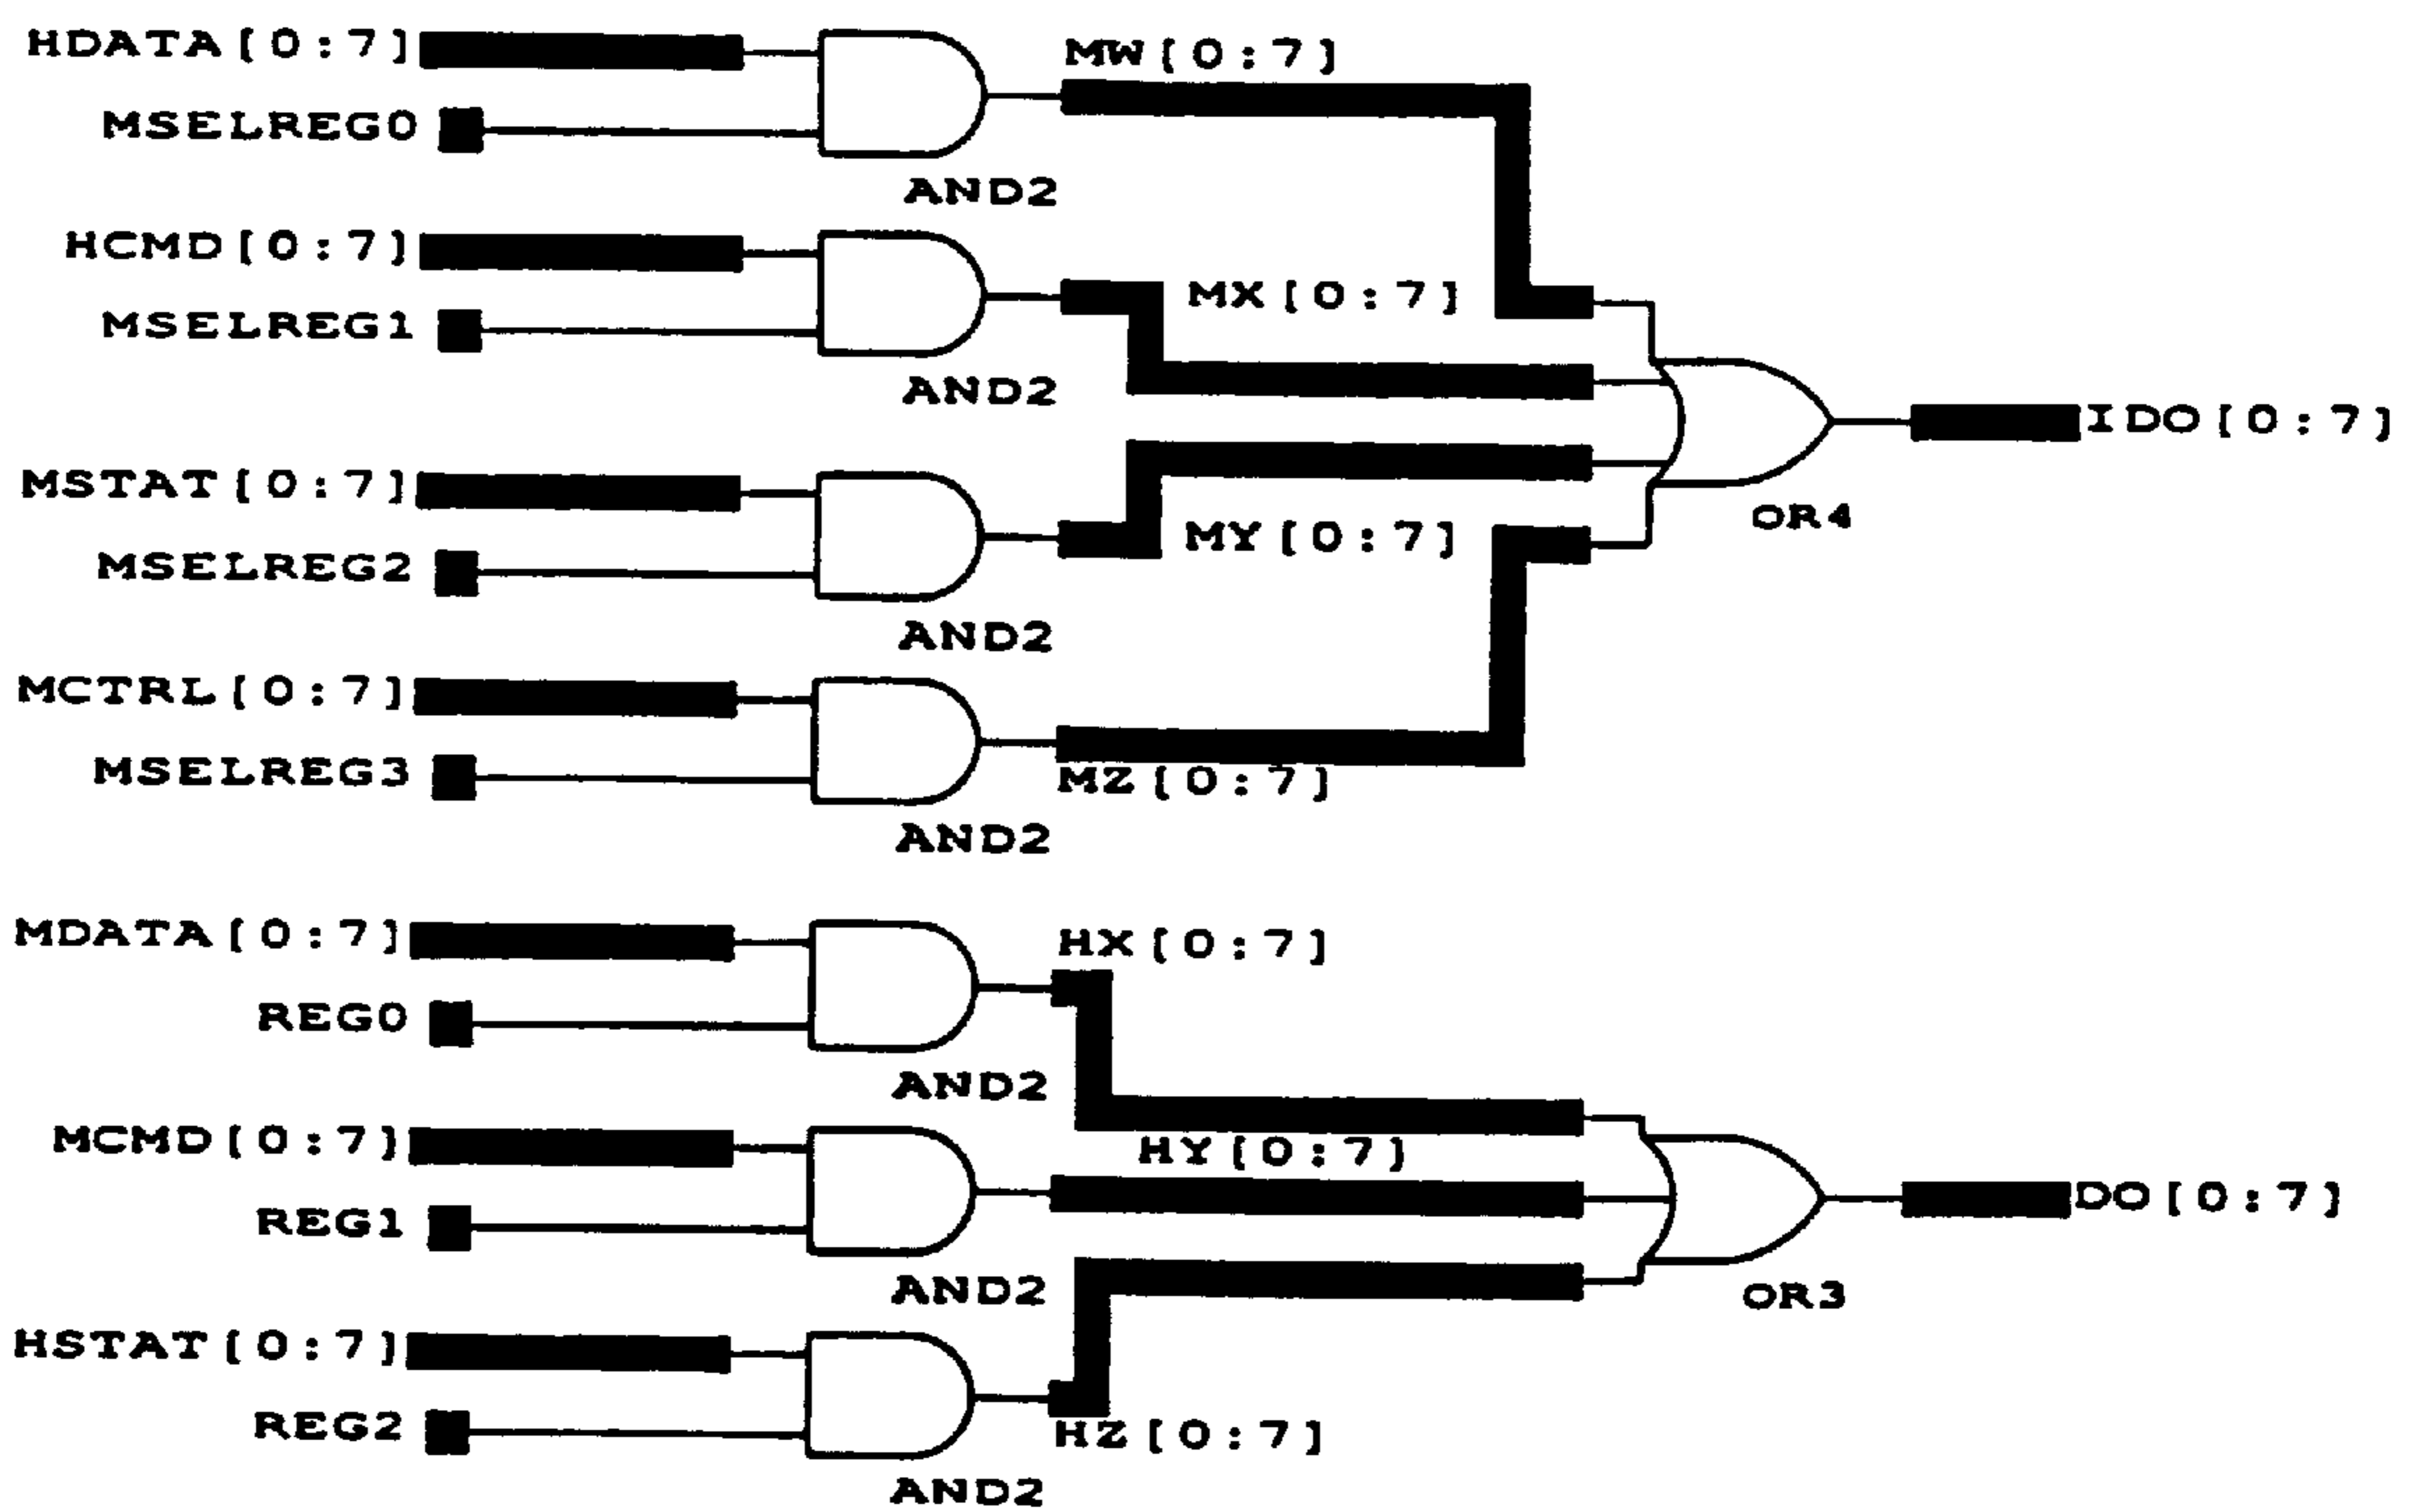 HDATA[0:7]
MW[0:7]
MSELREG0
AND2
HCMD[0:7]
MX[0:7]
MSELREG1
AND2
IDO[0:7]
MSTAT[0:7]
OR4
MY[0:7]
MSELREG2
AND2
MCTRL[0:7]
MSELREG3
MZ[0:7]
AND2
MDATA[0:7]
HX[0:7]
REG0
AND2
MCMD[0:7]
HY[0:7]
DO[0:7]
REG1
AND2
OR3
HSTAT[0:7]
REG2
HZ[0:7]
AND2